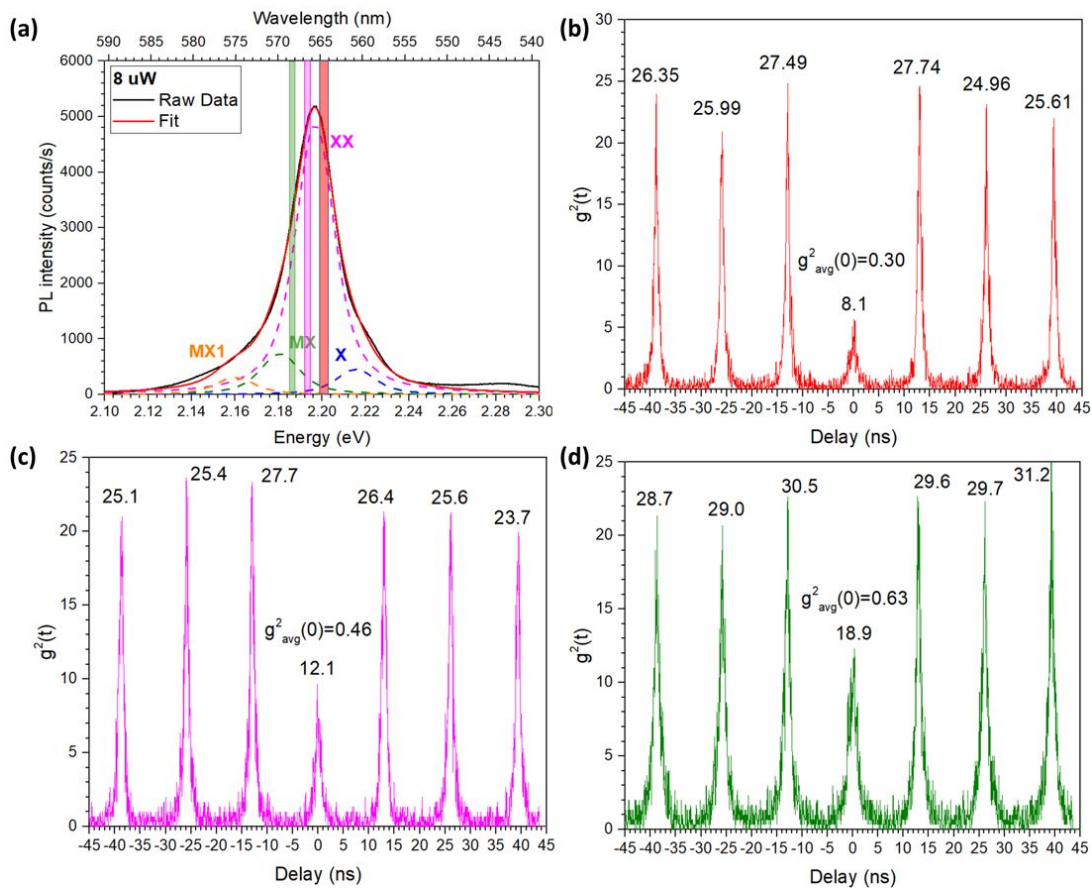 (a)
Wavelength (nm)
590 585 580 575 570 565 560 555 550 545 540
8 uW
Raw Data
Fit
XX
MX1
MX
X
PL intensity (counts/s)
6000
5000
4000
3000
2000
1000
0
2.10 2.12 2.14 2.16 2.18 2.20 2.22 2.24 2.26 2.28 2.30
Energy (eV)
(b)
g²(t)
30
25
20
15
10
5
0
26.35 25.99 27.49 27.74 24.96 25.61
g²avg(0)=0.30
8.1
-45 -40 -35 -30 -25 -20 -15 -10 -5 0 5 10 15 20 25 30 35 40 45
Delay (ns)
(c)
g²(t)
25
20
15
10
5
0
25.1 25.4 27.7 26.4 25.6 23.7
g²avg(0)=0.46
12.1
-45 -40 -35 -30 -25 -20 -15 -10 -5 0 5 10 15 20 25 30 35 40 45
Delay (ns)
(d)
g²(t)
25
20
15
10
5
0
28.7 29.0 30.5 29.6 29.7 31.2
g²avg(0)=0.63
18.9
-45 -40 -35 -30 -25 -20 -15 -10 -5 0 5 10 15 20 25 30 35 40 45
Delay (ns)